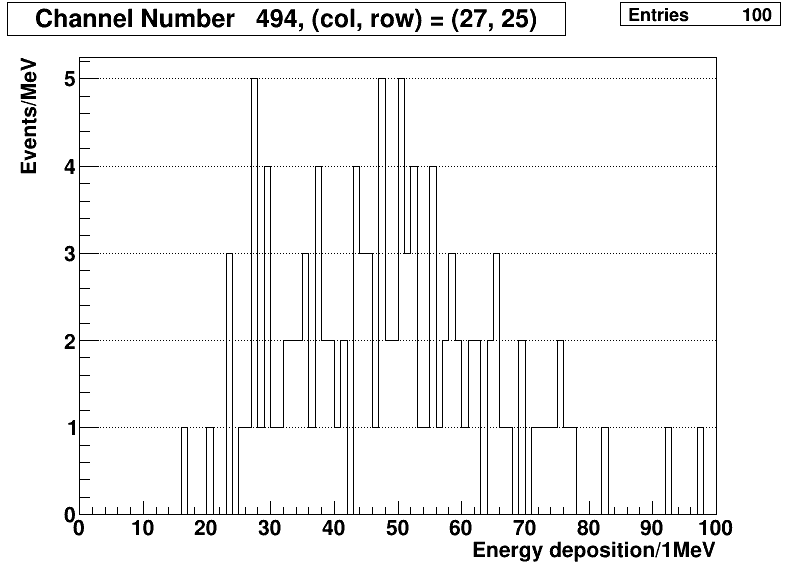 Channel Number 494, (col, row) = (27, 25)
Entries 100
Events/MeV
5
4
3
2
1
0
0 10 20 30 40 50 60 70 80 90 100
Energy deposition/1MeV